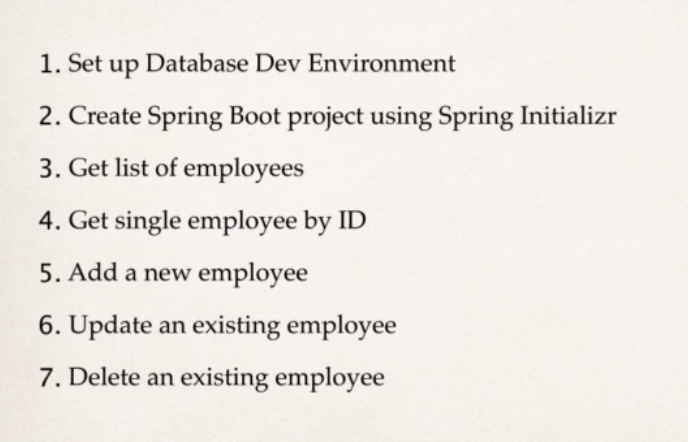 1. Set up Database Dev Environment
2. Create Spring Boot project using Spring Initializr
3. Get list of employees
4. Get single employee by ID
5. Add a new employee
6. Update an existing employee
7. Delete an existing employee